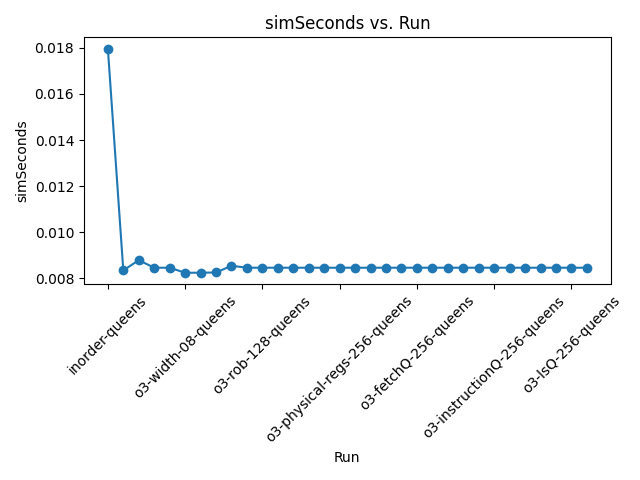 simSeconds vs. Run
simSeconds
0.018
0.016
0.014
0.012
0.010
0.008
inorder-queens
o3-width-08-queens
o3-rob-128-queens
o3-physical-regs-256-queens
o3-fetchQ-256-queens
o3-instructionQ-256-queens
o3-lsQ-256-queens
Run